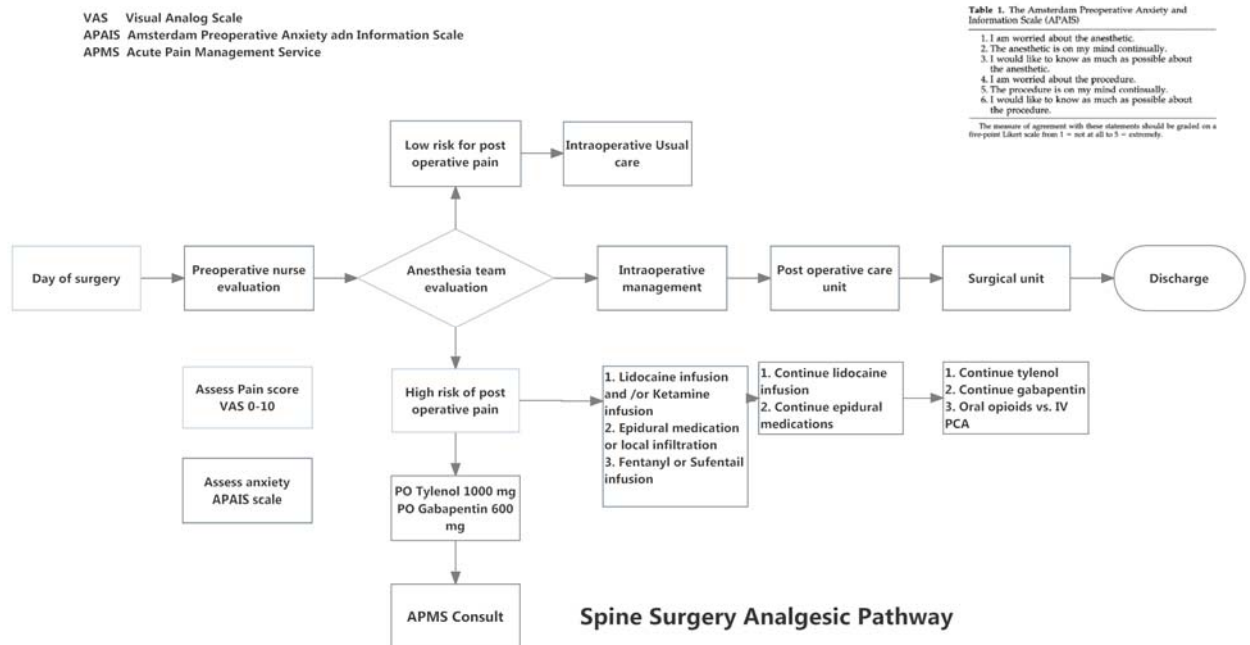 VAS Visual Analog Scale
APAIS Amsterdam Preoperative Anxiety adn Information Scale
APMS Acute Pain Management Service
Table 1. The Amsterdam Preoperative Anxiety and
Information Scale (APAIS)
1. I am worried about the anesthetic.
2. The anesthetic is on my mind continually.
3. I would like to know as much as possible about
the anesthetic.
4. I am worried about the procedure.
5. The procedure is on my mind continually.
6. I would like to know as much as possible about
the procedure.
The measure of agreement with these statements should be graded on a
five-point Likert scale from 1 = not at all to 5 = extremely.
Low risk for post
operative pain
Intraoperative Usual
care
Day of surgery
Preoperative nurse
evaluation
Anesthesia team
evaluation
Intraoperative
management
Post operative care
unit
Surgical unit
Discharge
Assess Pain score
VAS 0-10
High risk of post
operative pain
1. Lidocaine infusion
and /or Ketamine
infusion
2. Epidural medication
or local infiltration
3. Fentanyl or Sufentail
infusion
1. Continue lidocaine
infusion
2. Continue epidural
medications
1. Continue tylenol
2. Continue gabapentin
3. Oral opioids vs. IV
PCA
Assess anxiety
APAIS scale
PO Tylenol 1000 mg
PO Gabapentin 600
mg
APMS Consult
Spine Surgery Analgesic Pathway